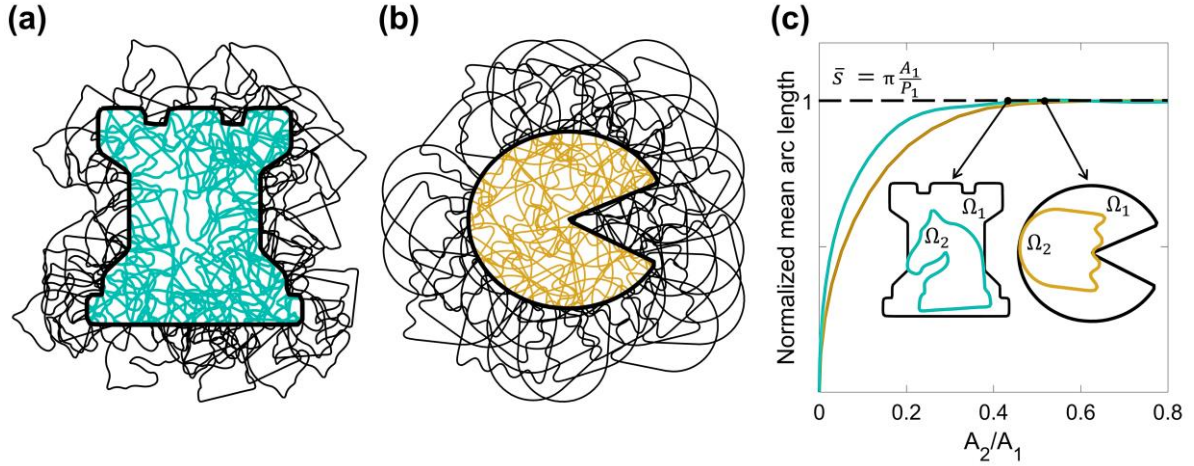 (a)
(b)
(c)
s̄ = π A₁/P₁
1
Normalized mean arc length
Ω₁
Ω₂
Ω₁
Ω₂
0
0.2
0.4
0.6
0.8
A₂/A₁